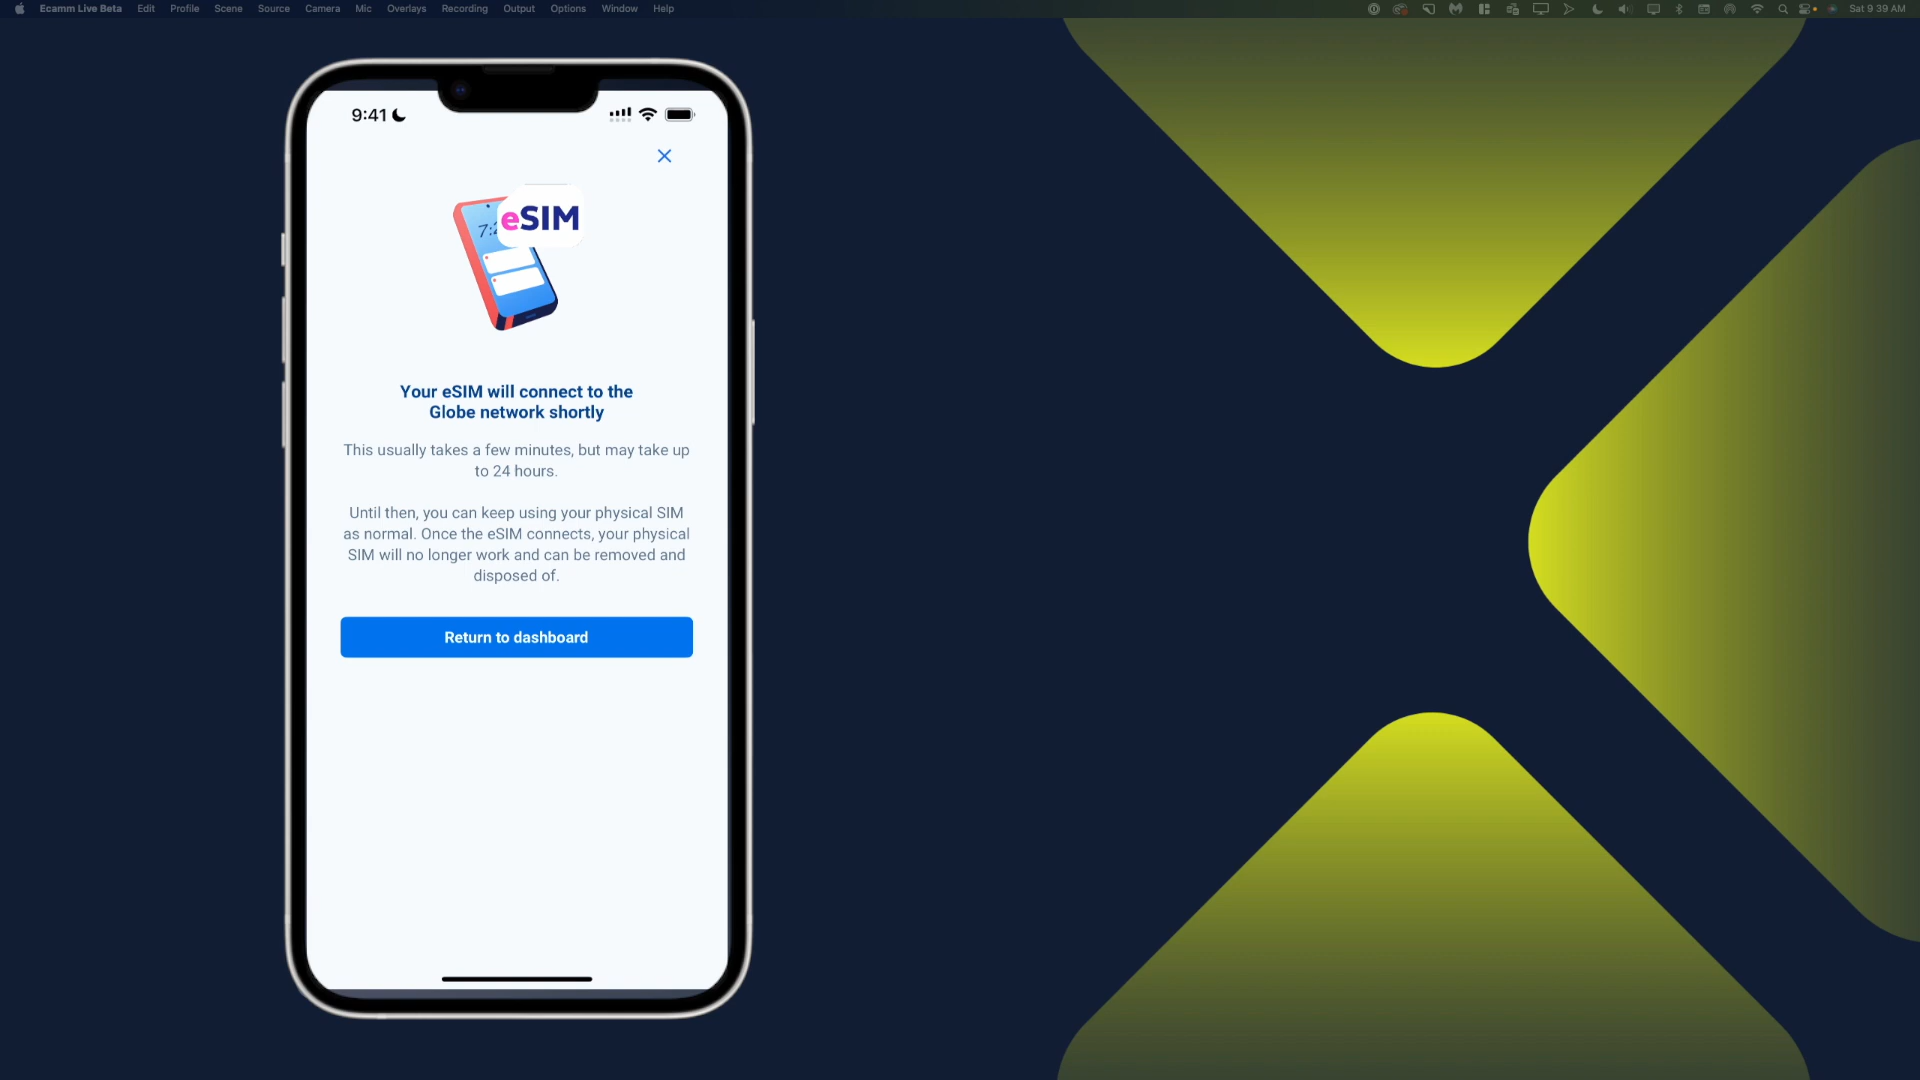 Ecamm Live Beta Edit Profile Scene Source Camera Mic Overlays Recording Output Options Window Help Sat 9 39 AM
9:41
eSIM
Your eSIM will connect to the
Globe network shortly
This usually takes a few minutes, but may take up
to 24 hours.
Until then, you can keep using your physical SIM
as normal. Once the eSIM connects, your physical
SIM will no longer work and can be removed and
disposed of.
Return to dashboard